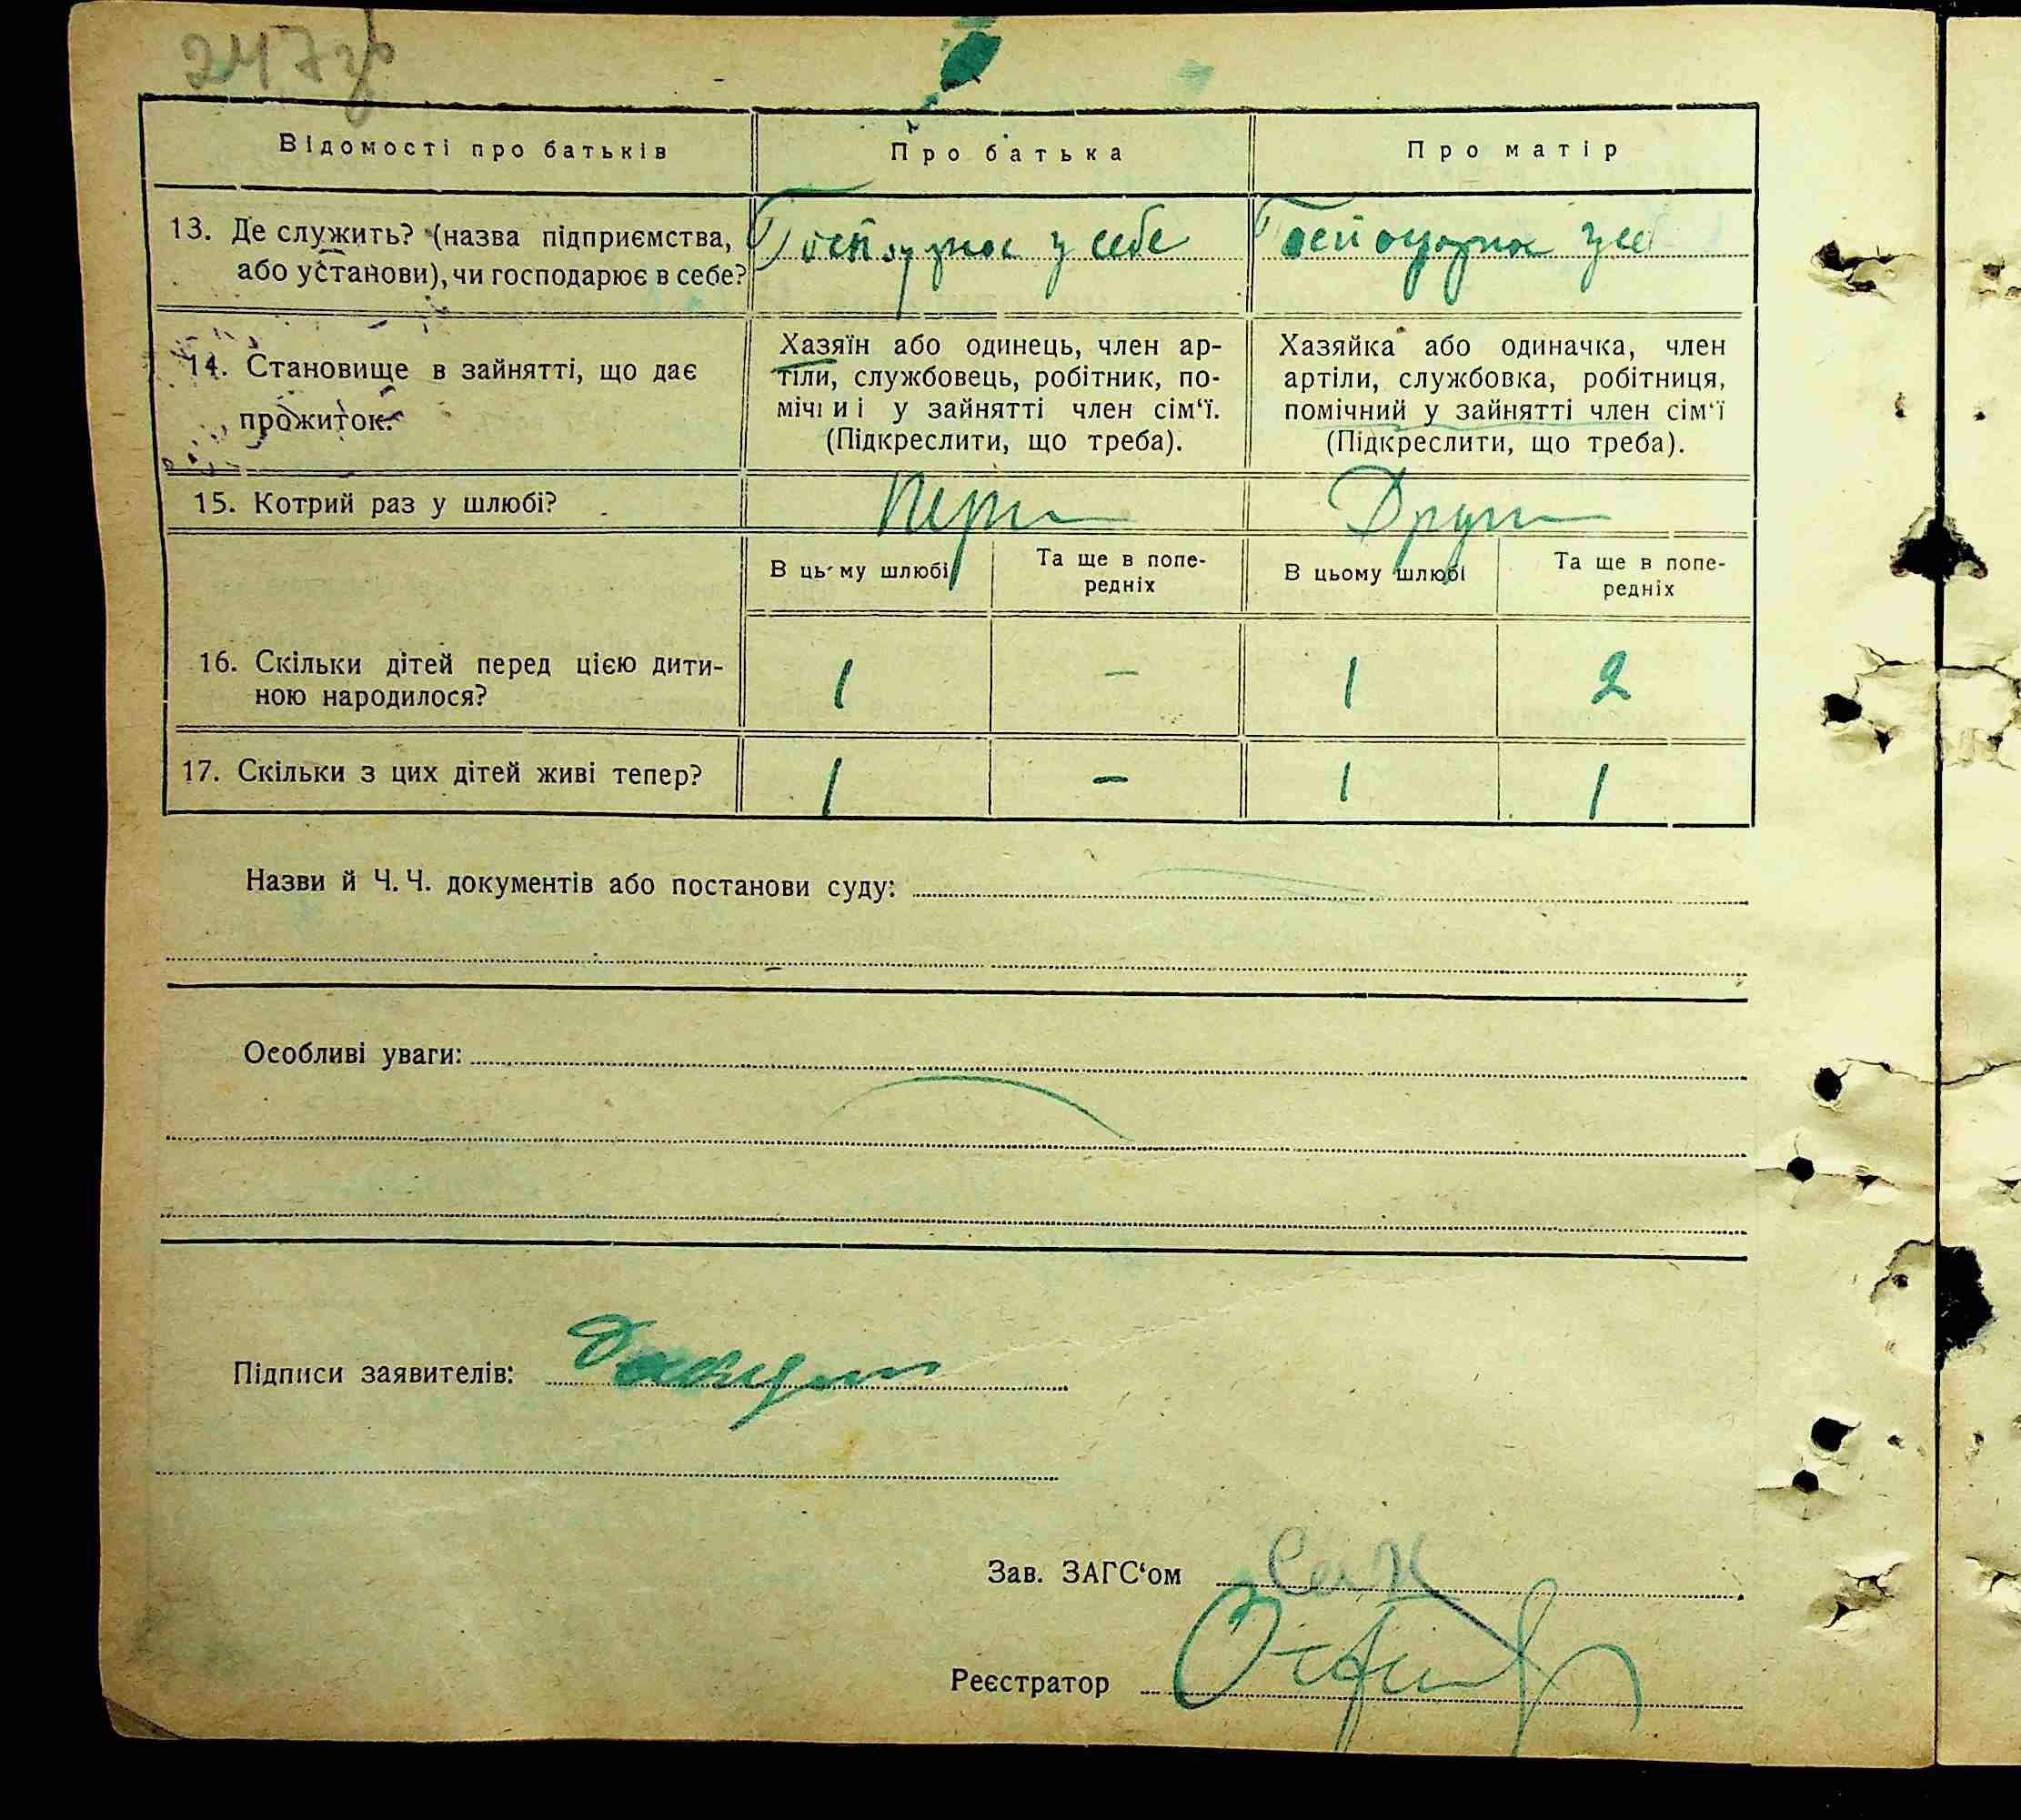 247зв
Відомості про батьків
Про батька
Про матір
13. Де служить? (назва підприємства,
або установи), чи господарює в себе?
у себе
14. Становище в зайнятті, що дає
прожиток.
Хазяїн або одинець, член ар-
тіли, службовець, робітник, по-
мічн и і у зайнятті член сім‘ї.
(Підкреслити, що треба).
Хазяйка або одиначка, член
артіли, службовка, робітниця,
помічний у зайнятті член сім‘ї
(Підкреслити, що треба).
15. Котрий раз у шлюбі?
Перш
Други
В цьому шлюбі
Та ще в попе-
редніх
В цьому шлюбі
Та ще в попе-
редніх
16. Скільки дітей перед цією дити-
ною народилося?
1
-
1
2
17. Скільки з цих дітей живі тепер?
1
-
1
1
Назви й Ч. Ч. документів або постанови суду:
Особливі уваги:
Підписи заявителів:
Зав. ЗАГС‘ом
Реєстратор